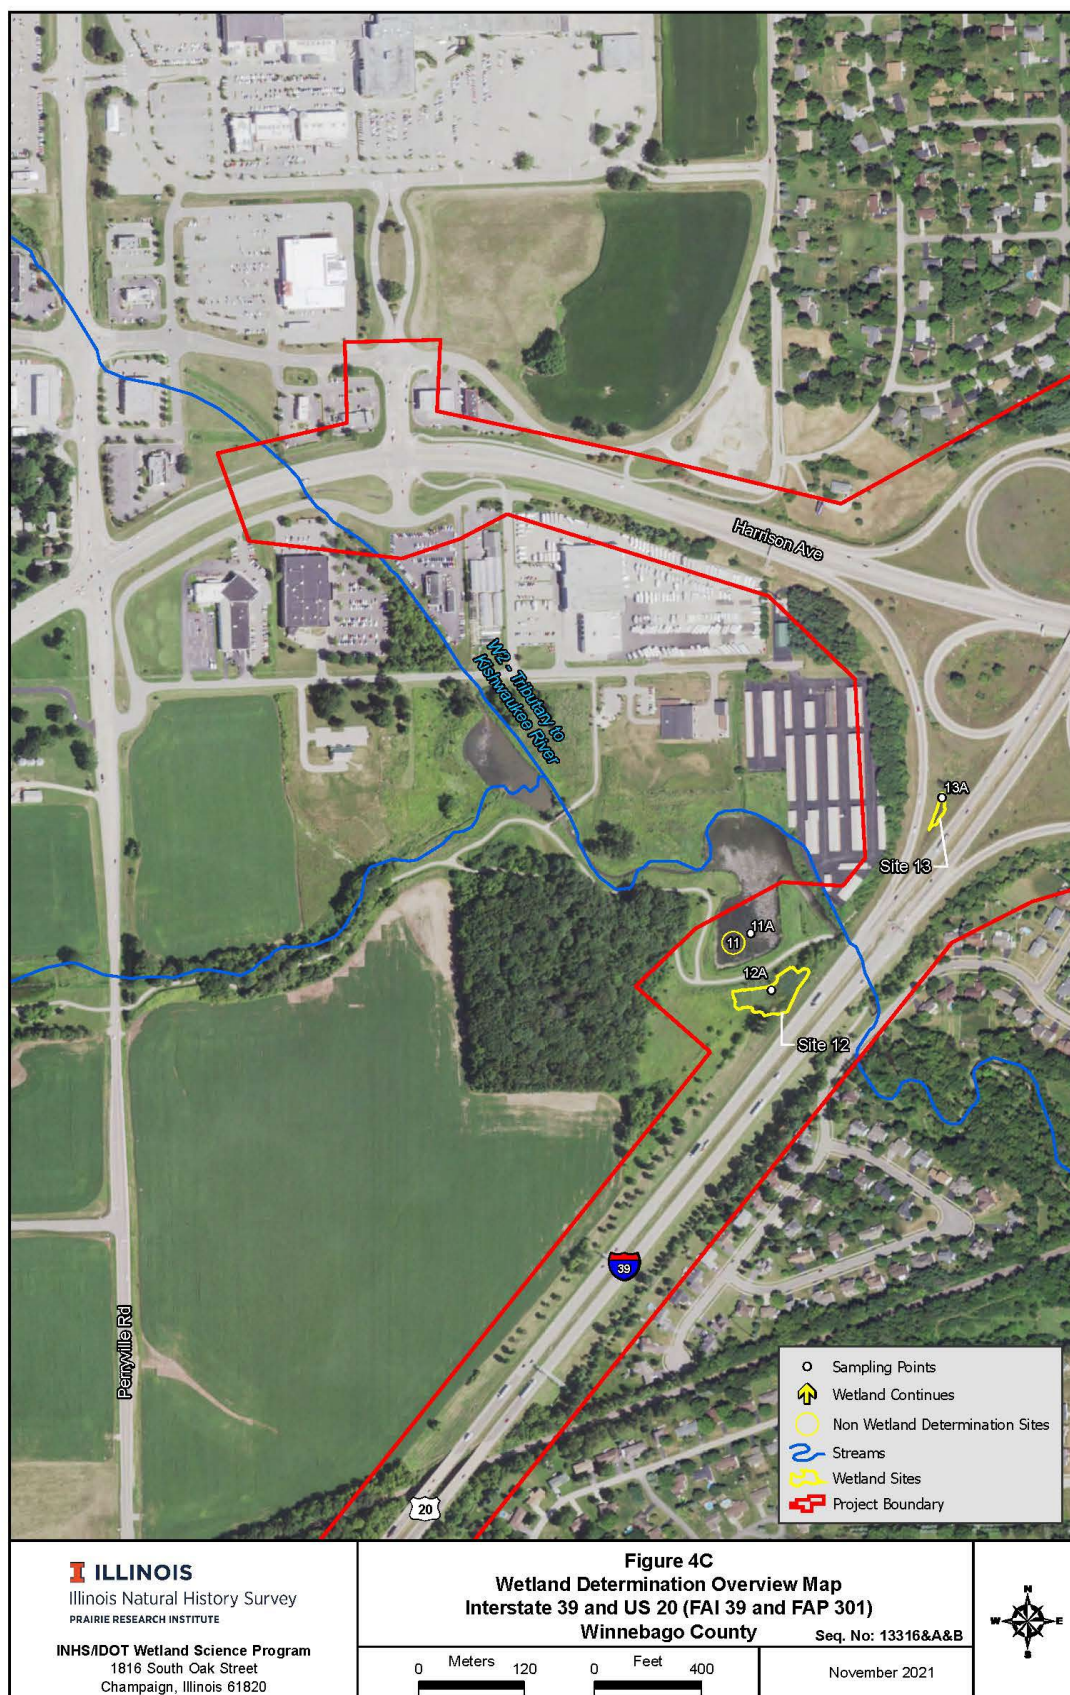 Harrison Ave
W2 - Tributary to
Kishwaukee River
13A
Site 13
11A
11
12A
Site 12
39
Perryville Rd
20
Sampling Points
Wetland Continues
Non Wetland Determination Sites
Streams
Wetland Sites
Project Boundary
I ILLINOIS
Illinois Natural History Survey
PRAIRIE RESEARCH INSTITUTE
INHS/IDOT Wetland Science Program
1816 South Oak Street
Champaign, Illinois 61820
Figure 4C
Wetland Determination Overview Map
Interstate 39 and US 20 (FAI 39 and FAP 301)
Winnebago County
Seq. No: 13316&A&B
Meters
0 120
Feet
0 400
November 2021
N
W E
S